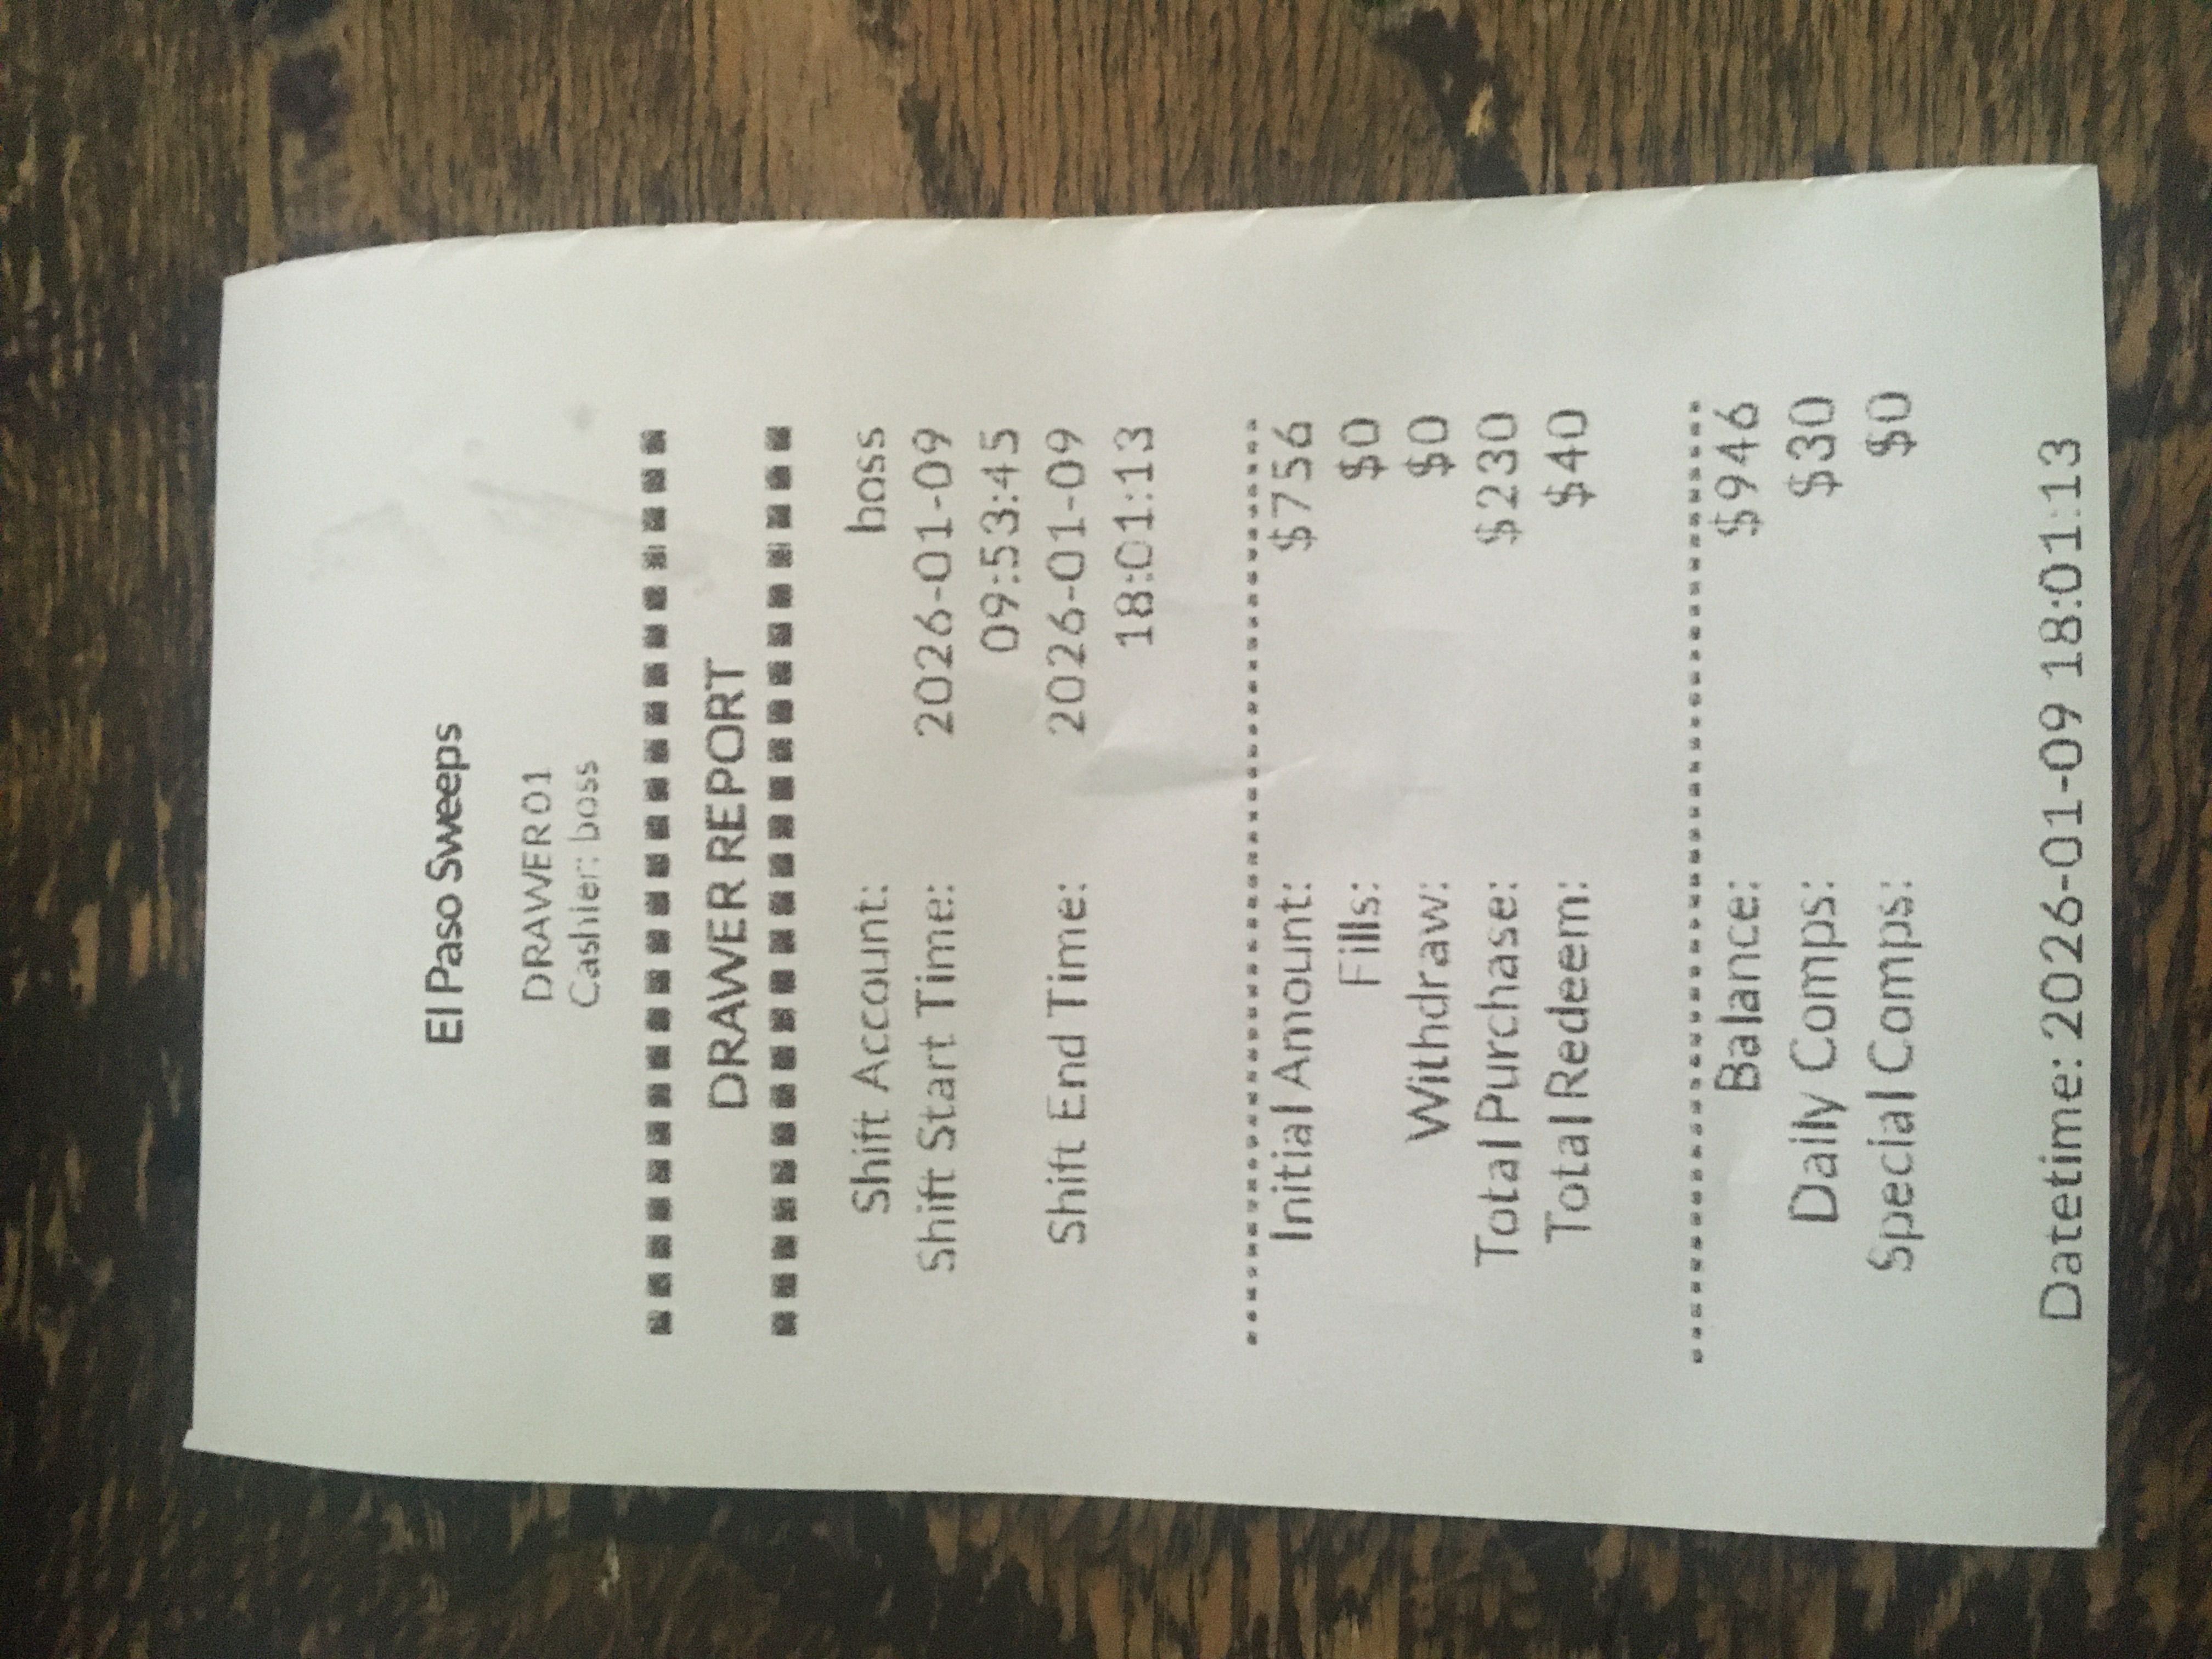 El Paso Sweeps
DRAWER 01
Cashier: boss
DRAWER REPORT
Shift Account: boss
Shift Start Time: 2026-01-09
09:53:45
Shift End Time: 2026-01-09
18:01:13
Initial Amount: $756
Fills: $0
Withdraw: $0
Total Purchase: $230
Total Redeem: $40
Balance: $946
Daily Comps: $30
Special Comps: $0
Datetime: 2026-01-09 18:01:13